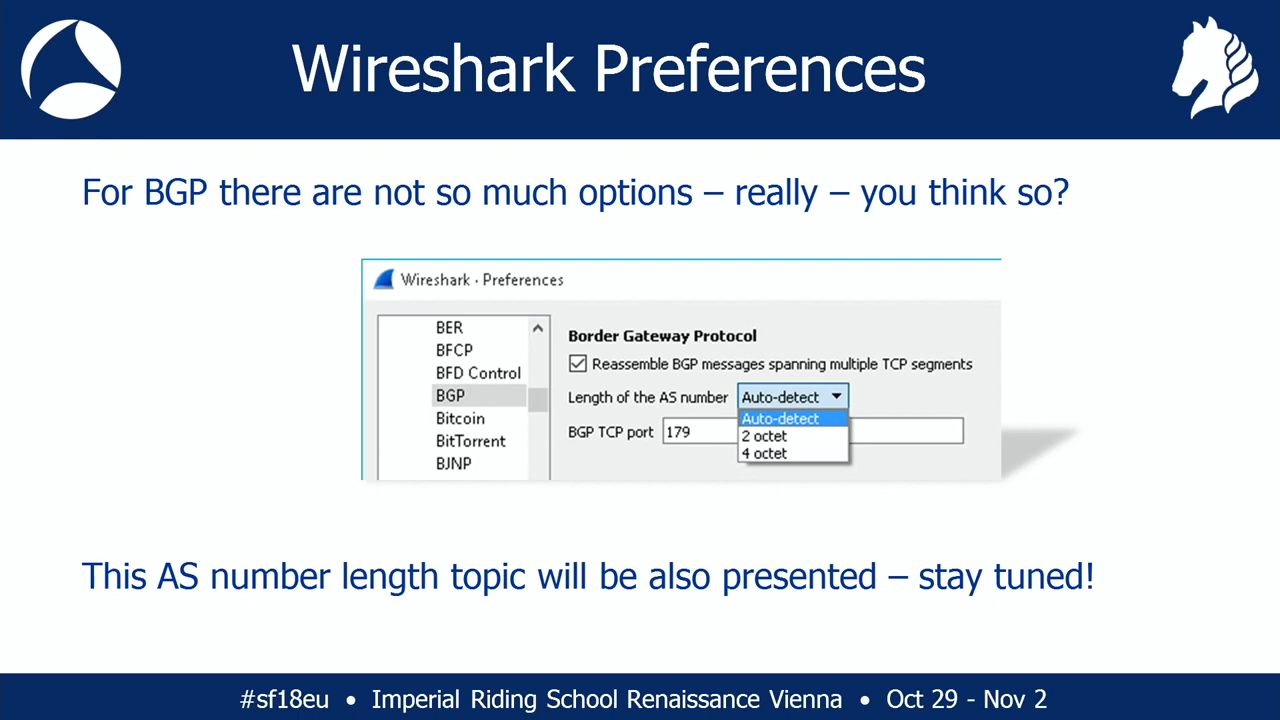 Wireshark Preferences
For BGP there are not so much options – really – you think so?
Wireshark · Preferences
BER
BFCP
BFD Control
BGP
Bitcoin
BitTorrent
BJNP
Border Gateway Protocol
Reassemble BGP messages spanning multiple TCP segments
Length of the AS number Auto-detect
Auto-detect
2 octet
4 octet
BGP TCP port 179
This AS number length topic will be also presented – stay tuned!
#sf18eu • Imperial Riding School Renaissance Vienna • Oct 29 - Nov 2